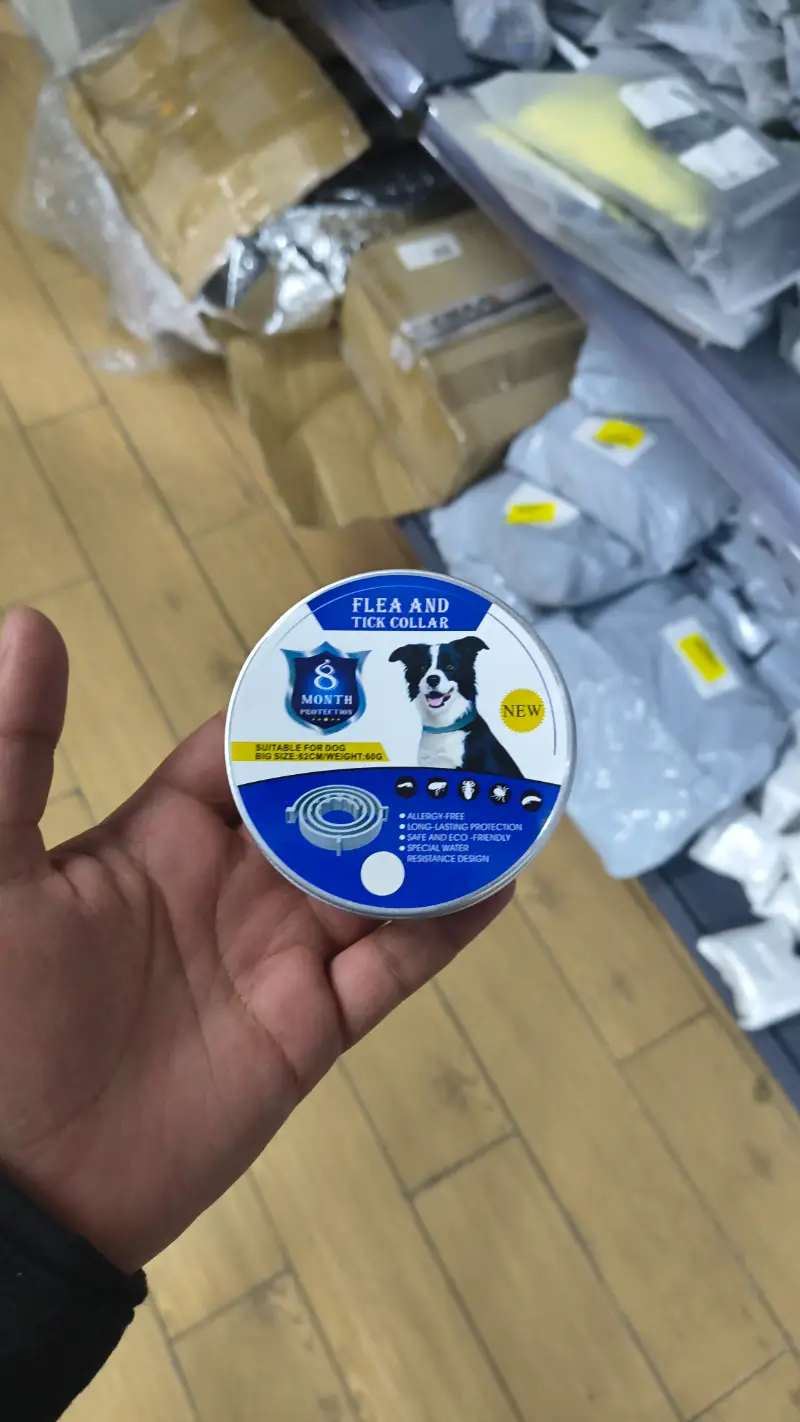 FLEA AND
TICK COLLAR
8
MONTH
PROTECTION
NEW
SUITABLE FOR DOG
BIG SIZE:62CM/WEIGHT:60G
ALLERGY-FREE
LONG-LASTING PROTECTION
SAFE AND ECO -FRIENDLY
SPECIAL WATER
RESISTANCE DESIGN